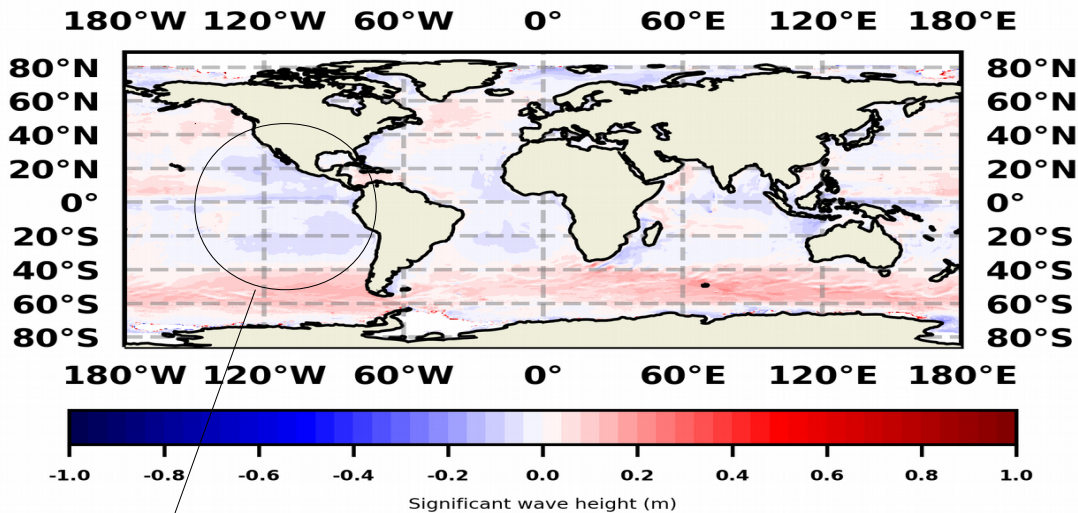 180°W 120°W 60°W 0° 60°E 120°E 180°E
80°N 80°N
60°N 60°N
40°N 40°N
20°N 20°N
0° 0°
20°S 20°S
40°S 40°S
60°S 60°S
80°S 80°S
180°W 120°W 60°W 0° 60°E 120°E 180°E
-1.0 -0.8 -0.6 -0.4 -0.2 0.0 0.2 0.4 0.6 0.8 1.0
Significant wave height (m)